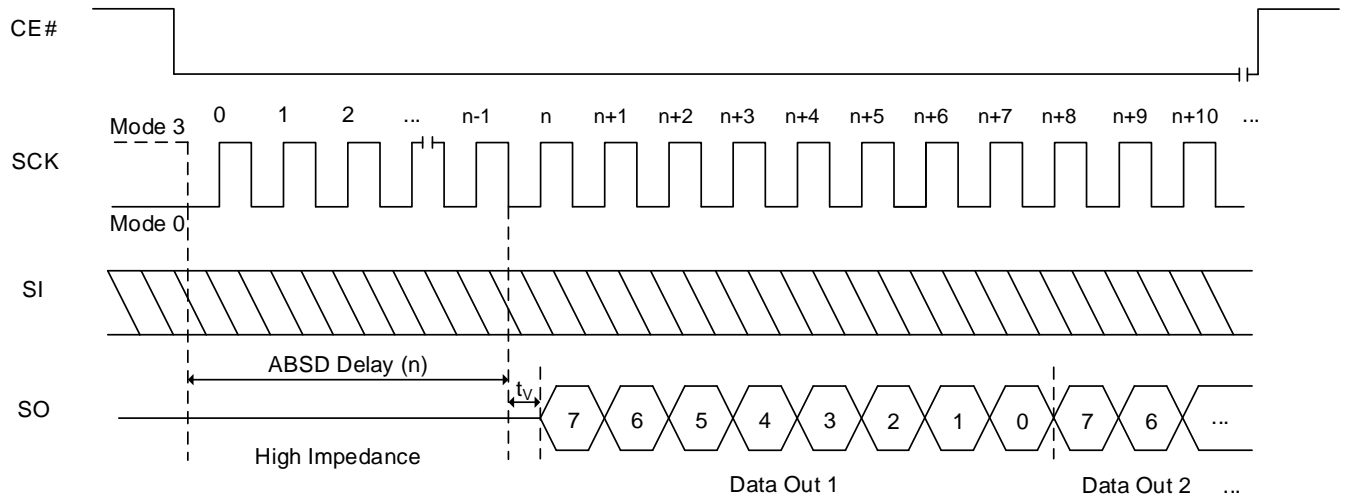 CE#
0 1 2 ... n-1 n n+1 n+2 n+3 n+4 n+5 n+6 n+7 n+8 n+9 n+10 ...
Mode 3
SCK
Mode 0
SI
ABSD Delay (n)
tV
SO
7 6 5 4 3 2 1 0 7 6 ...
High Impedance
Data Out 1 Data Out 2 ...